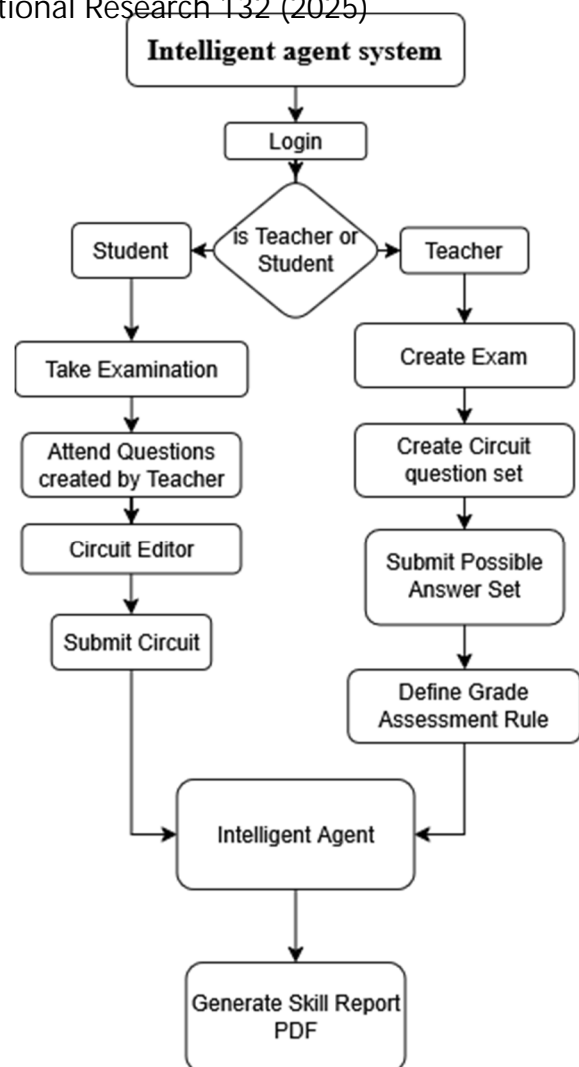 tional Research 132 (2025)
Intelligent agent system
Login
is Teacher or
Student
Student
Teacher
Take Examination
Create Exam
Attend Questions
created by Teacher
Create Circuit
question set
Circuit Editor
Submit Possible
Answer Set
Submit Circuit
Define Grade
Assessment Rule
Intelligent Agent
Generate Skill Report
PDF